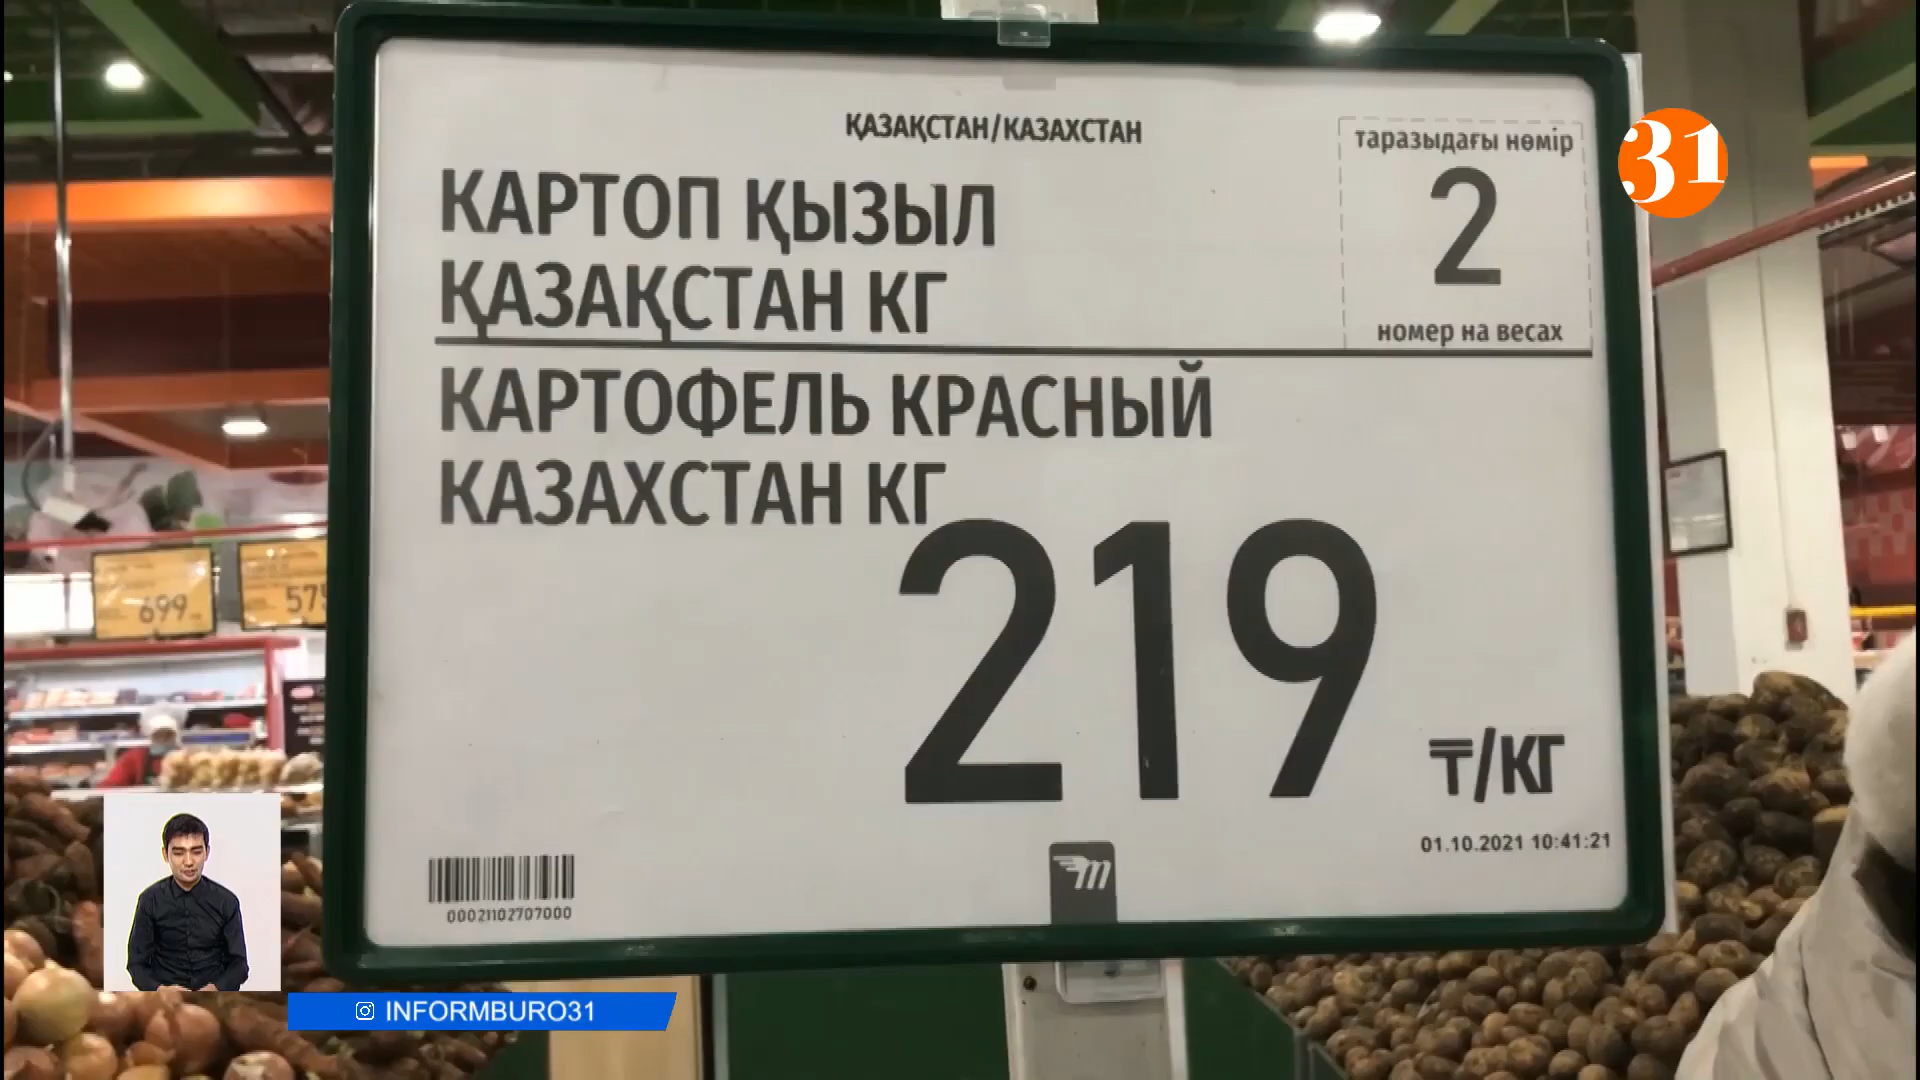 ҚАЗАҚСТАН/КАЗАХСТАН
КАРТОП ҚЫЗЫЛ
ҚАЗАҚСТАН КГ
таразыдағы нөмір
2
номер на весах
КАРТОФЕЛЬ КРАСНЫЙ
КАЗАХСТАН КГ
219
₸/КГ
01.10.2021 10:41:21
00021102707000
31
699
575
INFORMBURO31